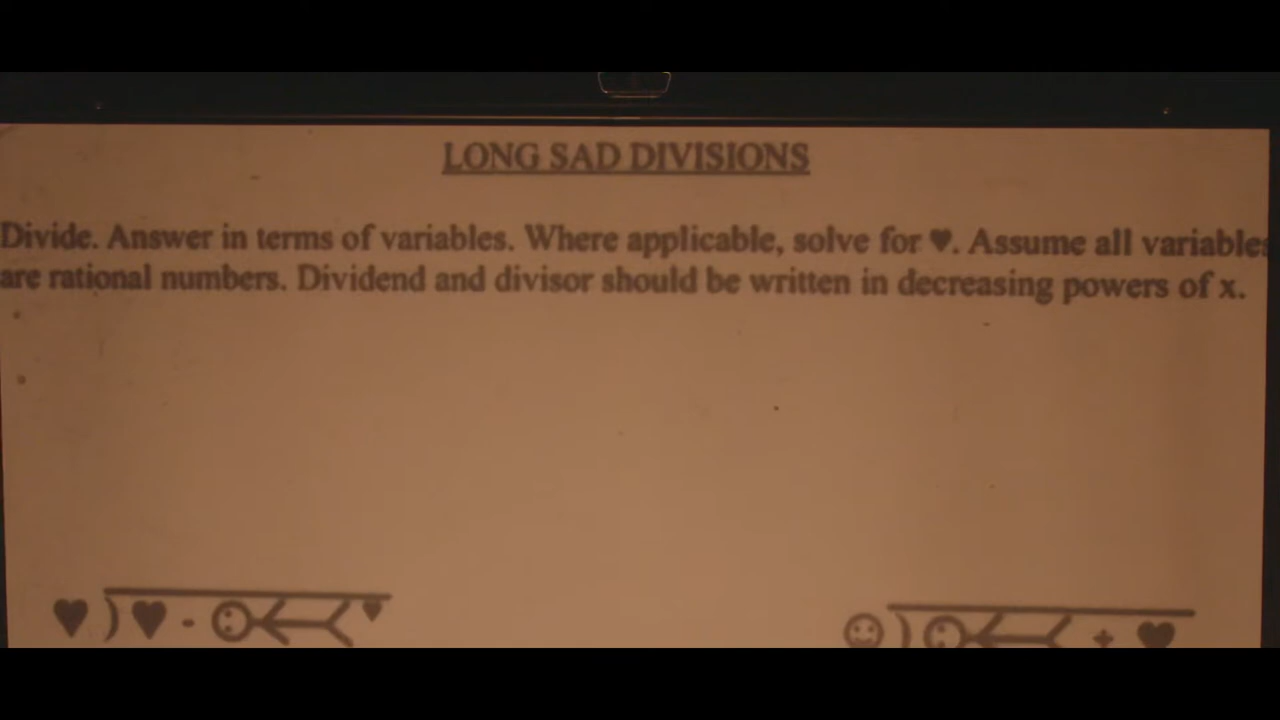 LONG SAD DIVISIONS
Divide. Answer in terms of variables. Where applicable, solve for ♥. Assume all variables
are rational numbers. Dividend and divisor should be written in decreasing powers of x.